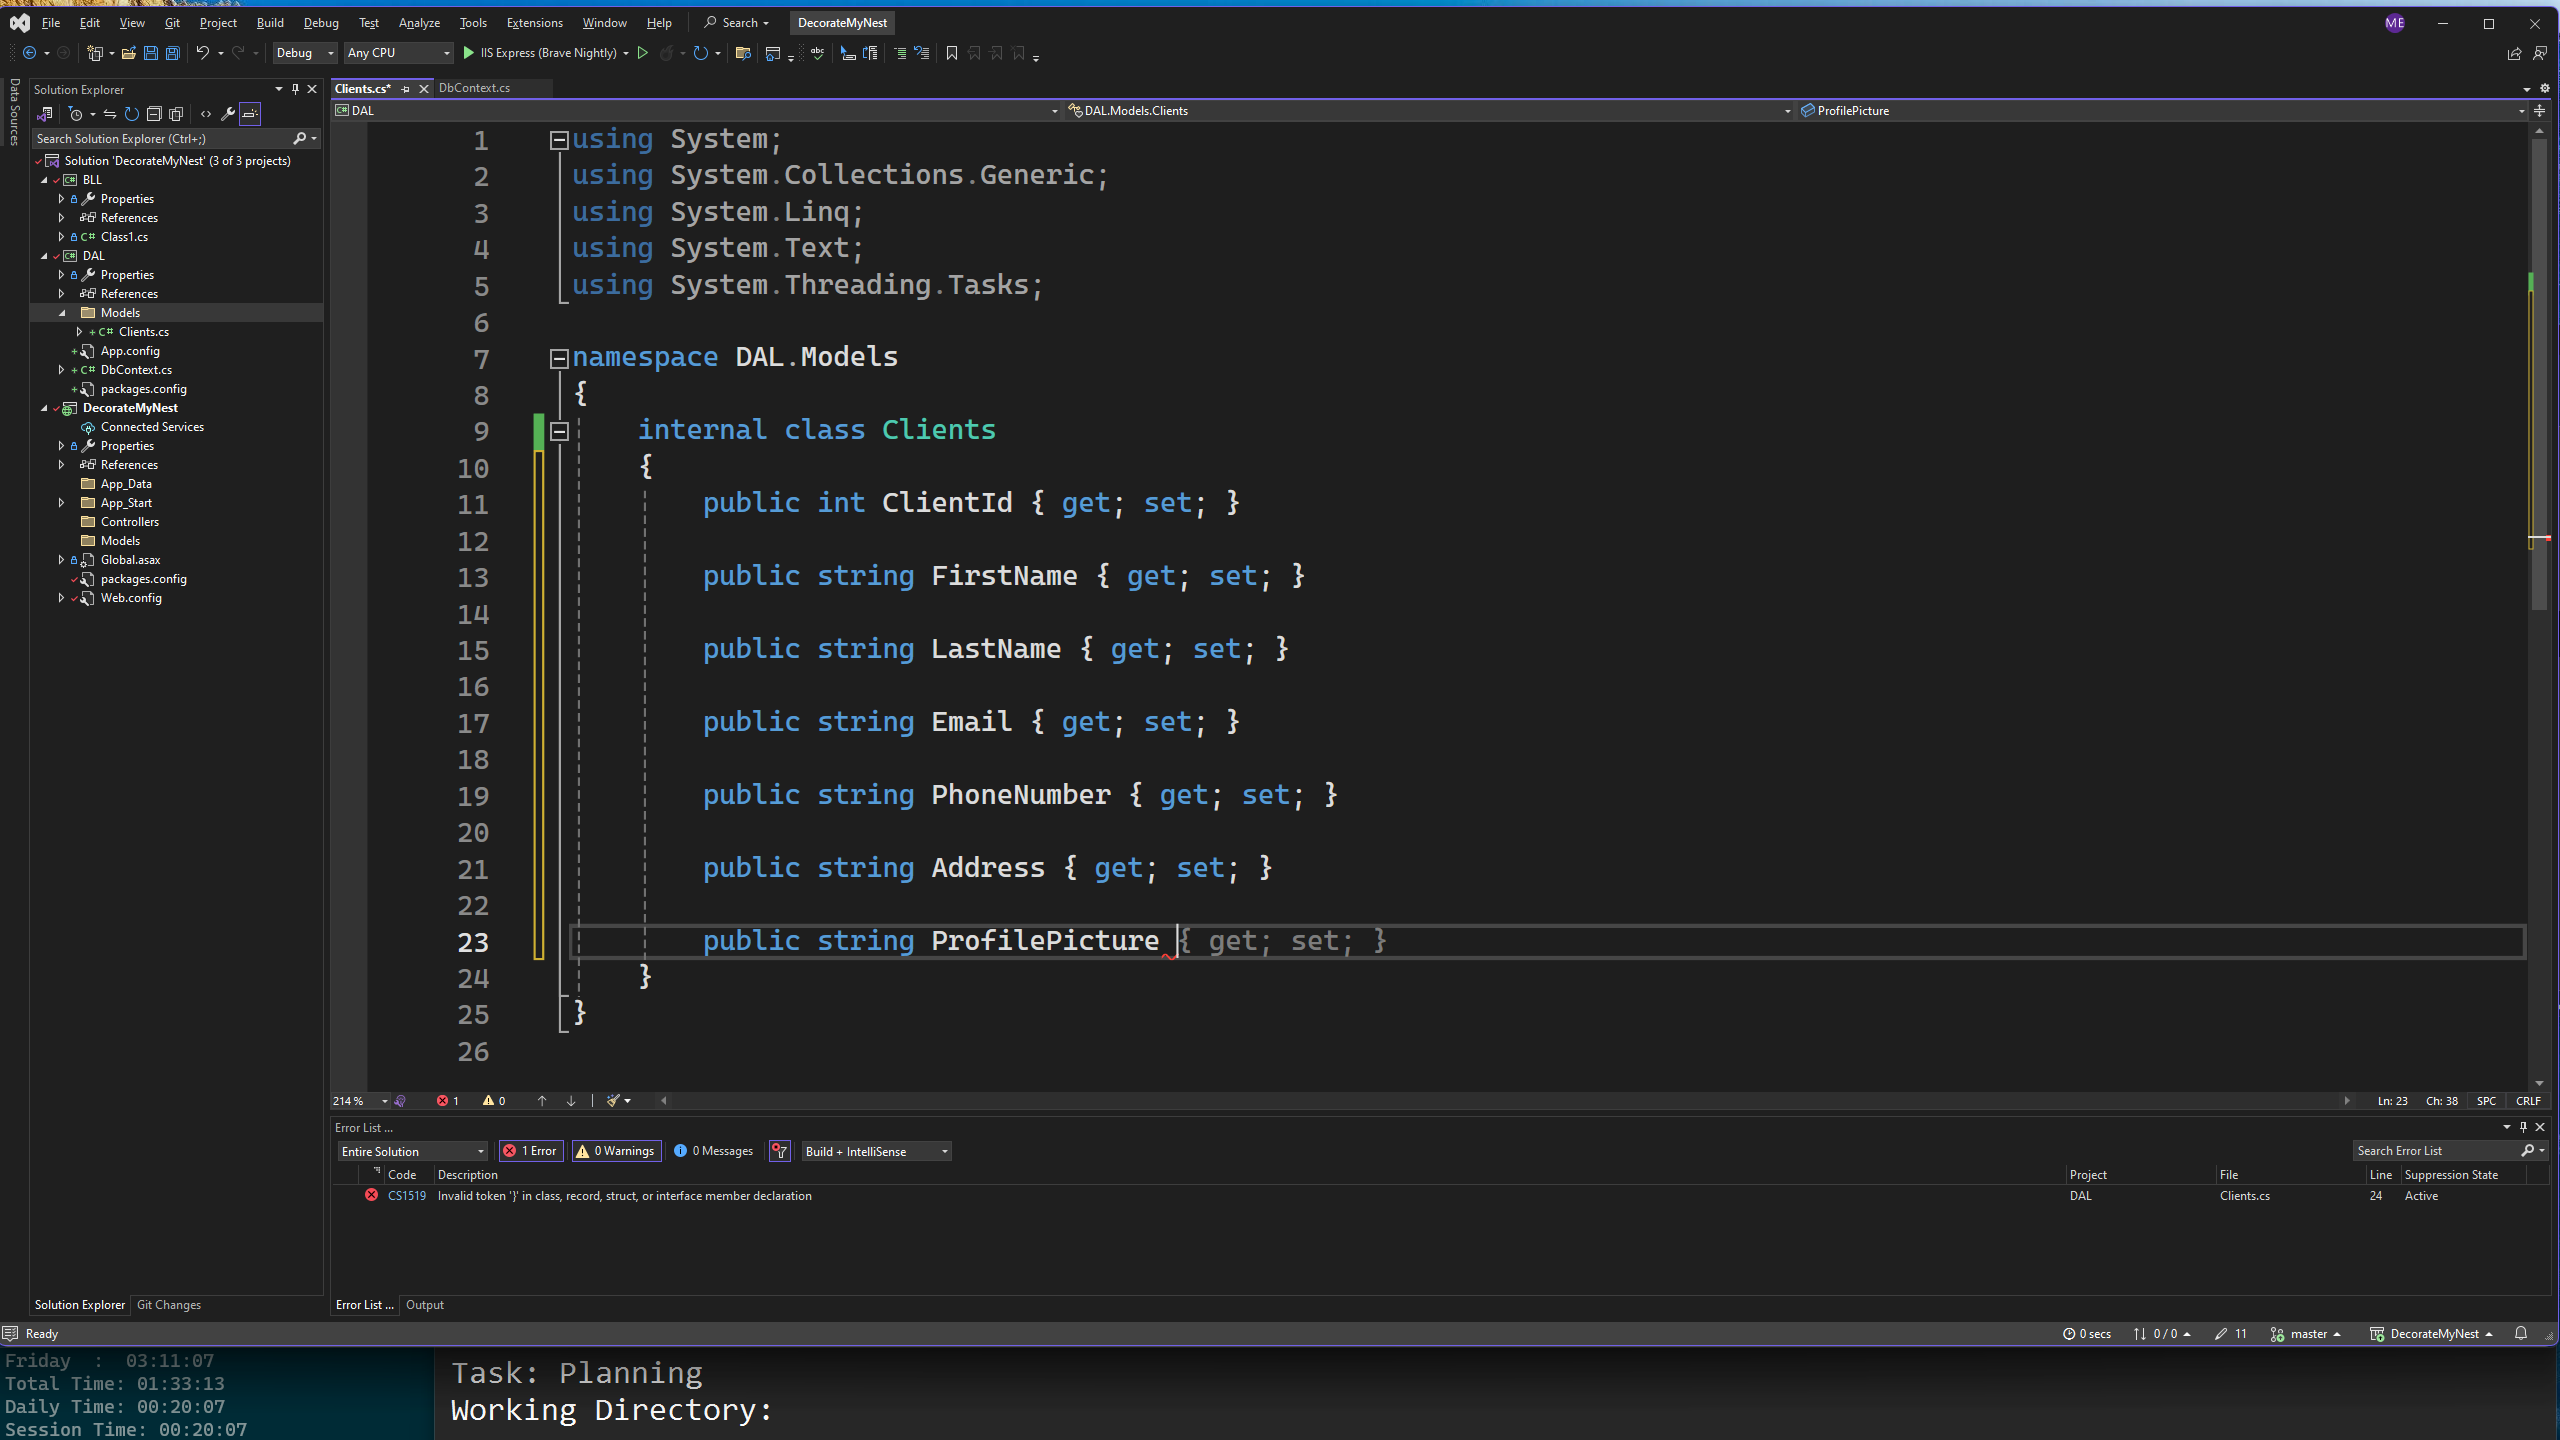 File Edit View Git Project Build Debug Test Analyze Tools Extensions Window Help Search DecorateMyNest ME
Debug Any CPU IIS Express (Brave Nightly)
Data Sources
Solution Explorer
Search Solution Explorer (Ctrl+;)
Solution 'DecorateMyNest' (3 of 3 projects)
BLL
Properties
References
C# Class1.cs
DAL
Properties
References
Models
C# Clients.cs
App.config
C# DbContext.cs
packages.config
DecorateMyNest
Connected Services
Properties
References
App_Data
App_Start
Controllers
Models
Global.asax
packages.config
Web.config
Solution Explorer Git Changes
Clients.cs* DbContext.cs
DAL DAL.Models.Clients ProfilePicture
1 using System;
2 using System.Collections.Generic;
3 using System.Linq;
4 using System.Text;
5 using System.Threading.Tasks;
6
7 namespace DAL.Models
8 {
9 internal class Clients
10 {
11 public int ClientId { get; set; }
12
13 public string FirstName { get; set; }
14
15 public string LastName { get; set; }
16
17 public string Email { get; set; }
18
19 public string PhoneNumber { get; set; }
20
21 public string Address { get; set; }
22
23 public string ProfilePicture { get; set; }
24 }
25 }
26
214 % 1 0 Ln: 23 Ch: 38 SPC CRLF
Error List ...
Entire Solution 1 Error 0 Warnings 0 Messages Build + IntelliSense Search Error List
Code Description Project File Line Suppression State
CS1519 Invalid token '}' in class, record, struct, or interface member declaration DAL Clients.cs 24 Active
Error List ... Output
Ready 0 secs 0 / 0 11 master DecorateMyNest
Friday : 03:11:07
Total Time: 01:33:13
Daily Time: 00:20:07
Session Time: 00:20:07
Task: Planning
Working Directory: